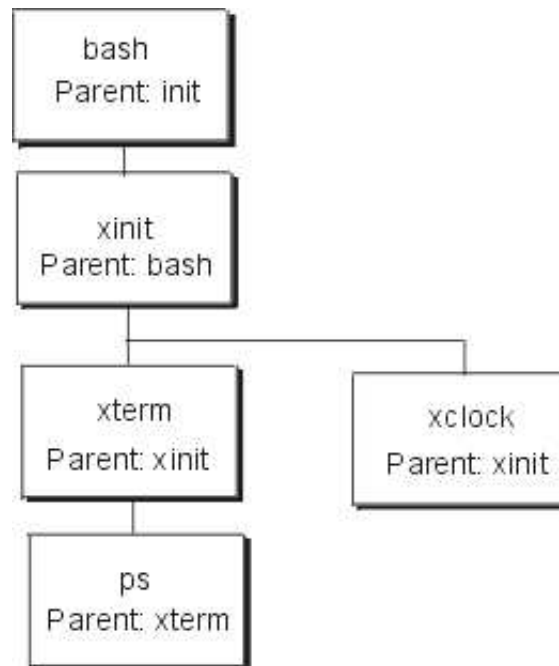 bash
Parent: init
xinit
Parent: bash
xterm
Parent: xinit
xclock
Parent: xinit
ps
Parent: xterm